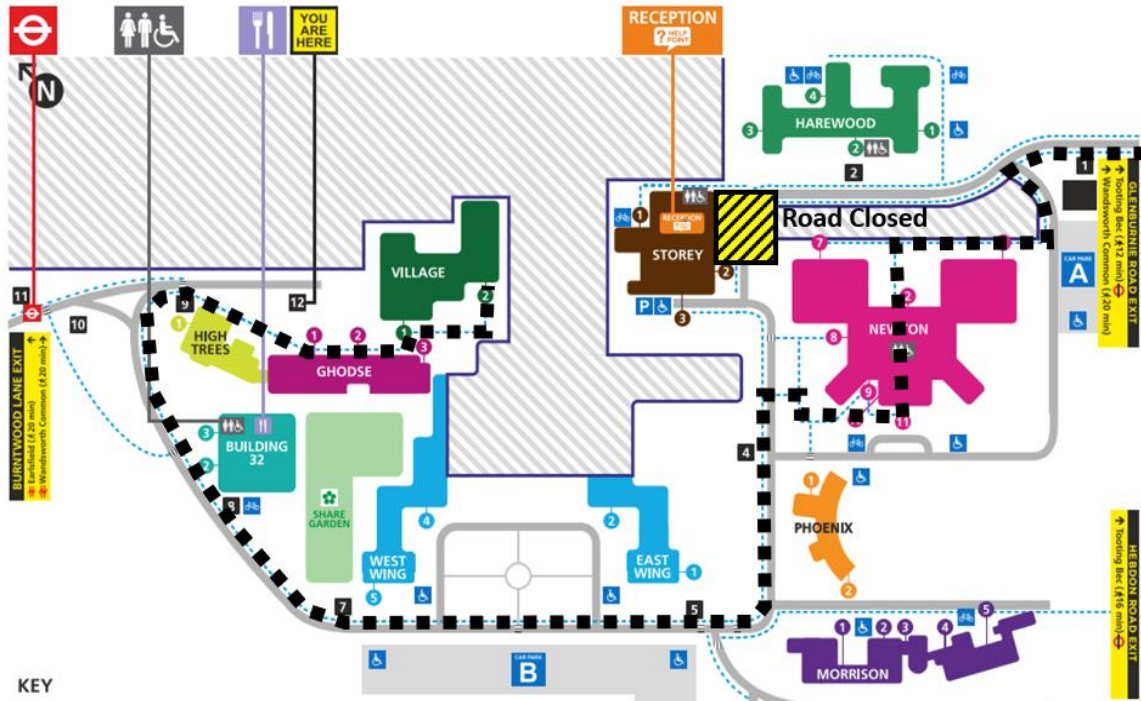 YOU
ARE
HERE
RECEPTION
? HELP
POINT
N
4
HAREWOOD
3
1
2
2
1
GLENBURNIE ROAD EXIT
↑ Tooting Bec (12 min)
↑ Wandsworth Common (20 min)
1
RECEPTION
STOREY
2
P
3
Road Closed
CAR PARK
A
7
2
NEWTON
8
9
11
VILLAGE
2
1
11
10
9
12
1
HIGH
TREES
1
2
3
GHODSE
BURNTWOOD LANE EXIT
↑ Earlsfield (20 min)
↑ Wandsworth Common (20 min)
3
BUILDING
32
2
8
SHARE
GARDEN
4
WEST
WING
5
2
EAST
WING
1
4
1
PHOENIX
2
HEBDON ROAD EXIT
↑ Tooting Bec (16 min)
7
5
CAR PARK
B
1
2
3
4
5
MORRISON
KEY